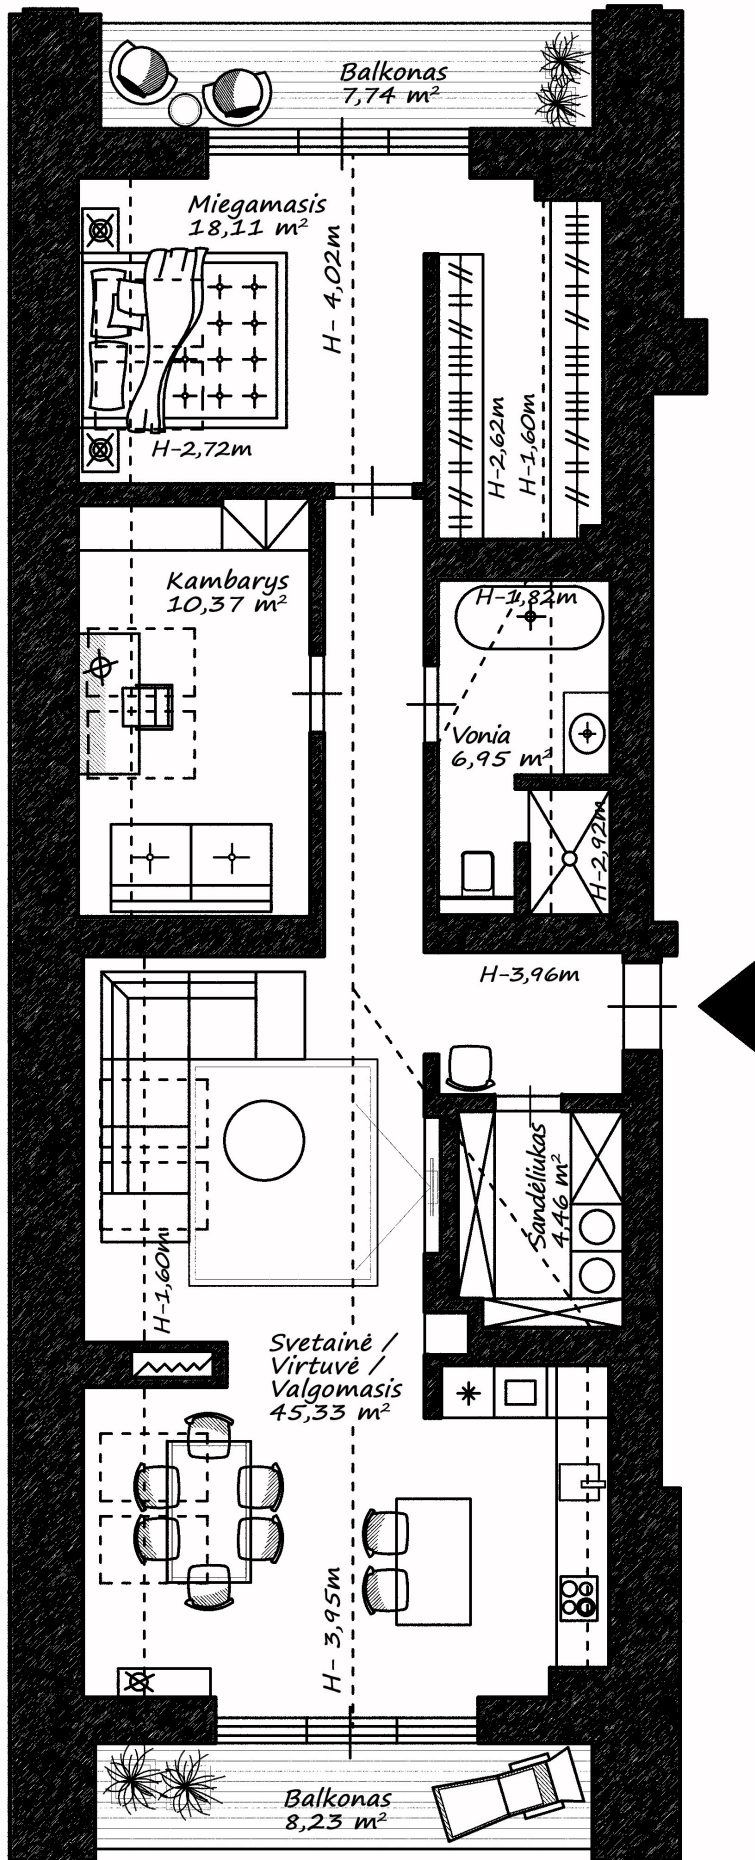 Balkonas
7,74 m²
Miegamasis
18,11 m²
H- 4,02m
H-2,72m
H-2,62m
H-1,60m
Kambarys
10,37 m²
H-1,82m
Vonia
6,95 m²
H-2,92m
H-3,96m
Sandėliukas
4,46 m²
H-1,60m
Svetainė /
Virtuvė /
Valgomasis
45,33 m²
H- 3,95m
Balkonas
8,23 m²